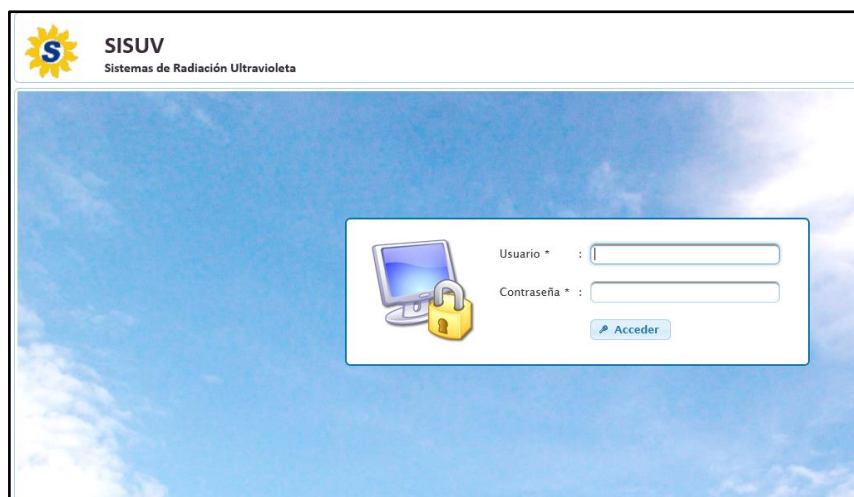 S
SISUV
Sistemas de Radiación Ultravioleta
Usuario * :
Contraseña * :
Acceder